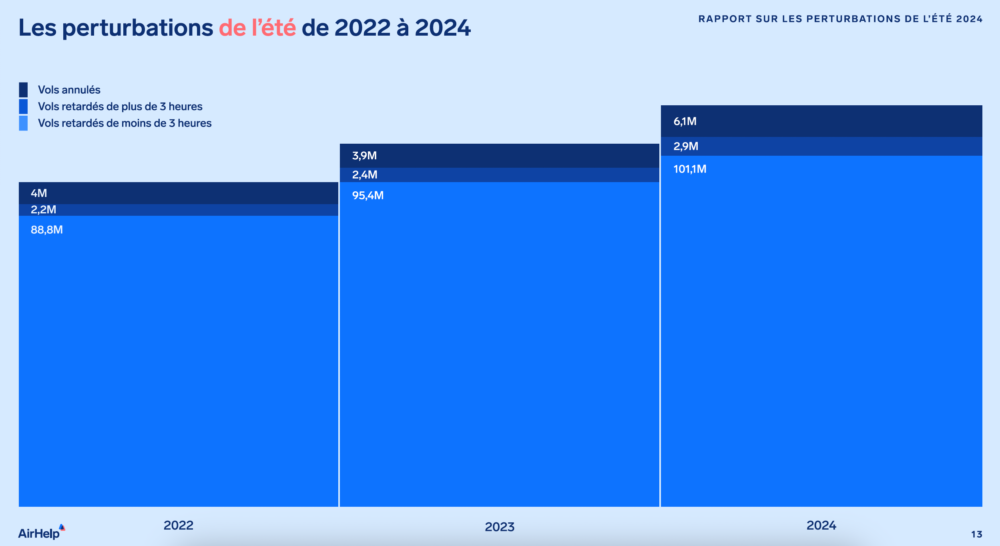 Les perturbations de l'été de 2022 à 2024
RAPPORT SUR LES PERTURBATIONS DE L'ÉTÉ 2024
Vols annulés
Vols retardés de plus de 3 heures
Vols retardés de moins de 3 heures
4M
2,2M
88,8M
3,9M
2,4M
95,4M
6,1M
2,9M
101,1M
2022
2023
2024
AirHelp
13